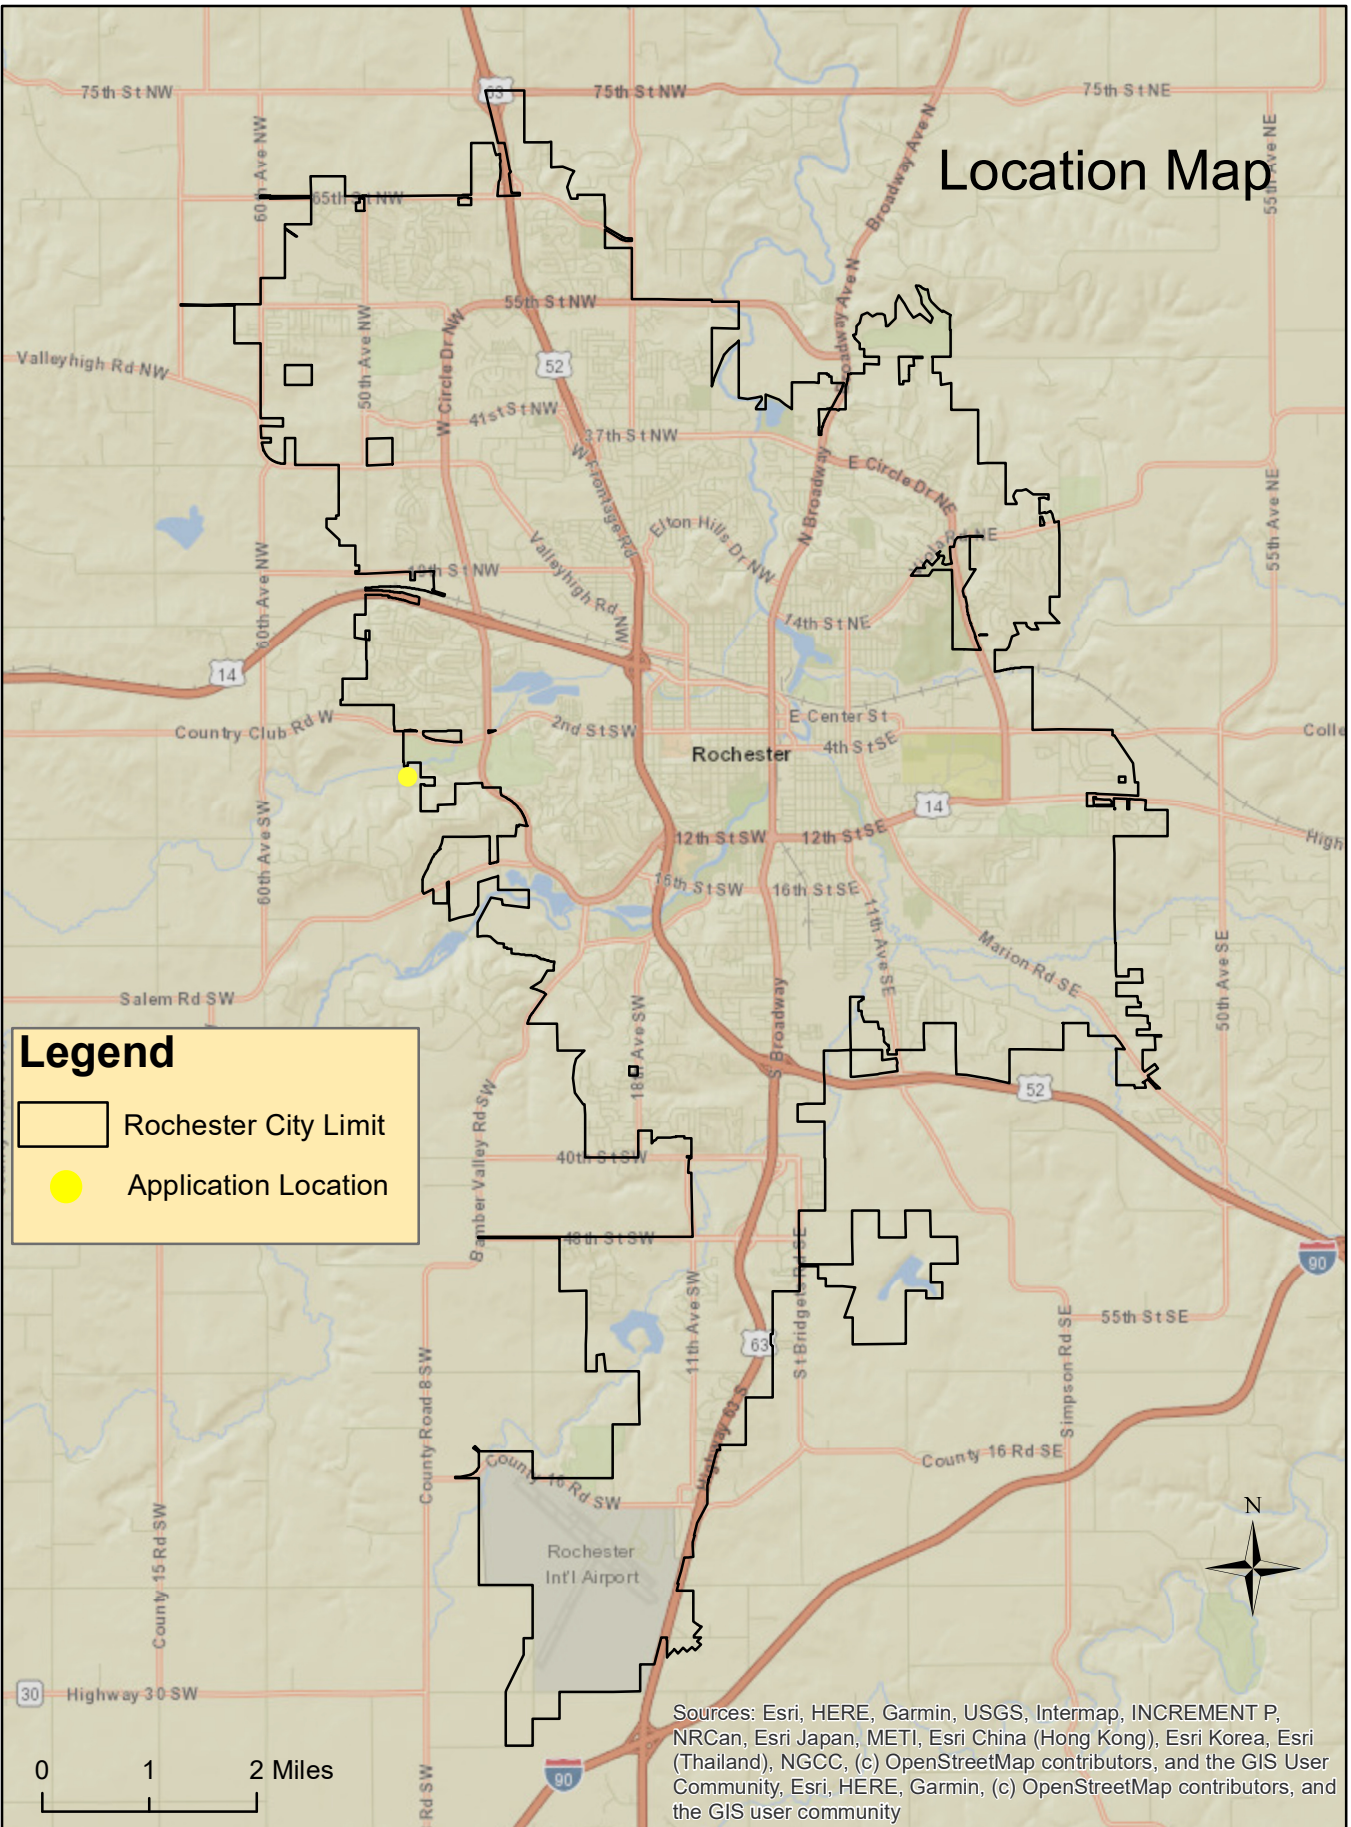 75th St NW
63
75th St NW
75th St NE
Location Map
60th Ave NW
55th Ave NE
Broadway Ave N
65th St NW
55th St NW
Broadway Ave N
50th Ave NW
W Circle Dr NW
52
Valleyhigh Rd NW
41st St NW
37th St NW
W Frontage Rd
E Circle Dr NE
N Broadway
55th Ave NE
Elton Hills Dr NW
Viola Rd NE
Valleyhigh Rd NW
19th St NW
60th Ave NW
14th St NE
14
Country Club Rd W
2nd St SW
E Center St
4th St SE
Colle
Rochester
14
60th Ave SW
12th St SW
12th St SE
High
16th St SW
16th St SE
11th Ave SE
Marion Rd SE
50th Ave SE
Salem Rd SW
18th Ave SW
S Broadway
Legend
Rochester City Limit
Application Location
52
Bamber Valley Rd SW
40th St SW
48th St SW
St Bridgets Rd SE
90
11th Ave SW
55th St SE
Simpson Rd SE
63
County Road 8 SW
Highway 63 S
County 16 Rd SE
County 16 Rd SW
County 15 Rd SW
N
Rochester
Int'l Airport
30
Highway 30 SW
Rd SW
90
0 1 2 Miles
Sources: Esri, HERE, Garmin, USGS, Intermap, INCREMENT P,
NRCan, Esri Japan, METI, Esri China (Hong Kong), Esri Korea, Esri
(Thailand), NGCC, (c) OpenStreetMap contributors, and the GIS User
Community, Esri, HERE, Garmin, (c) OpenStreetMap contributors, and
the GIS user community